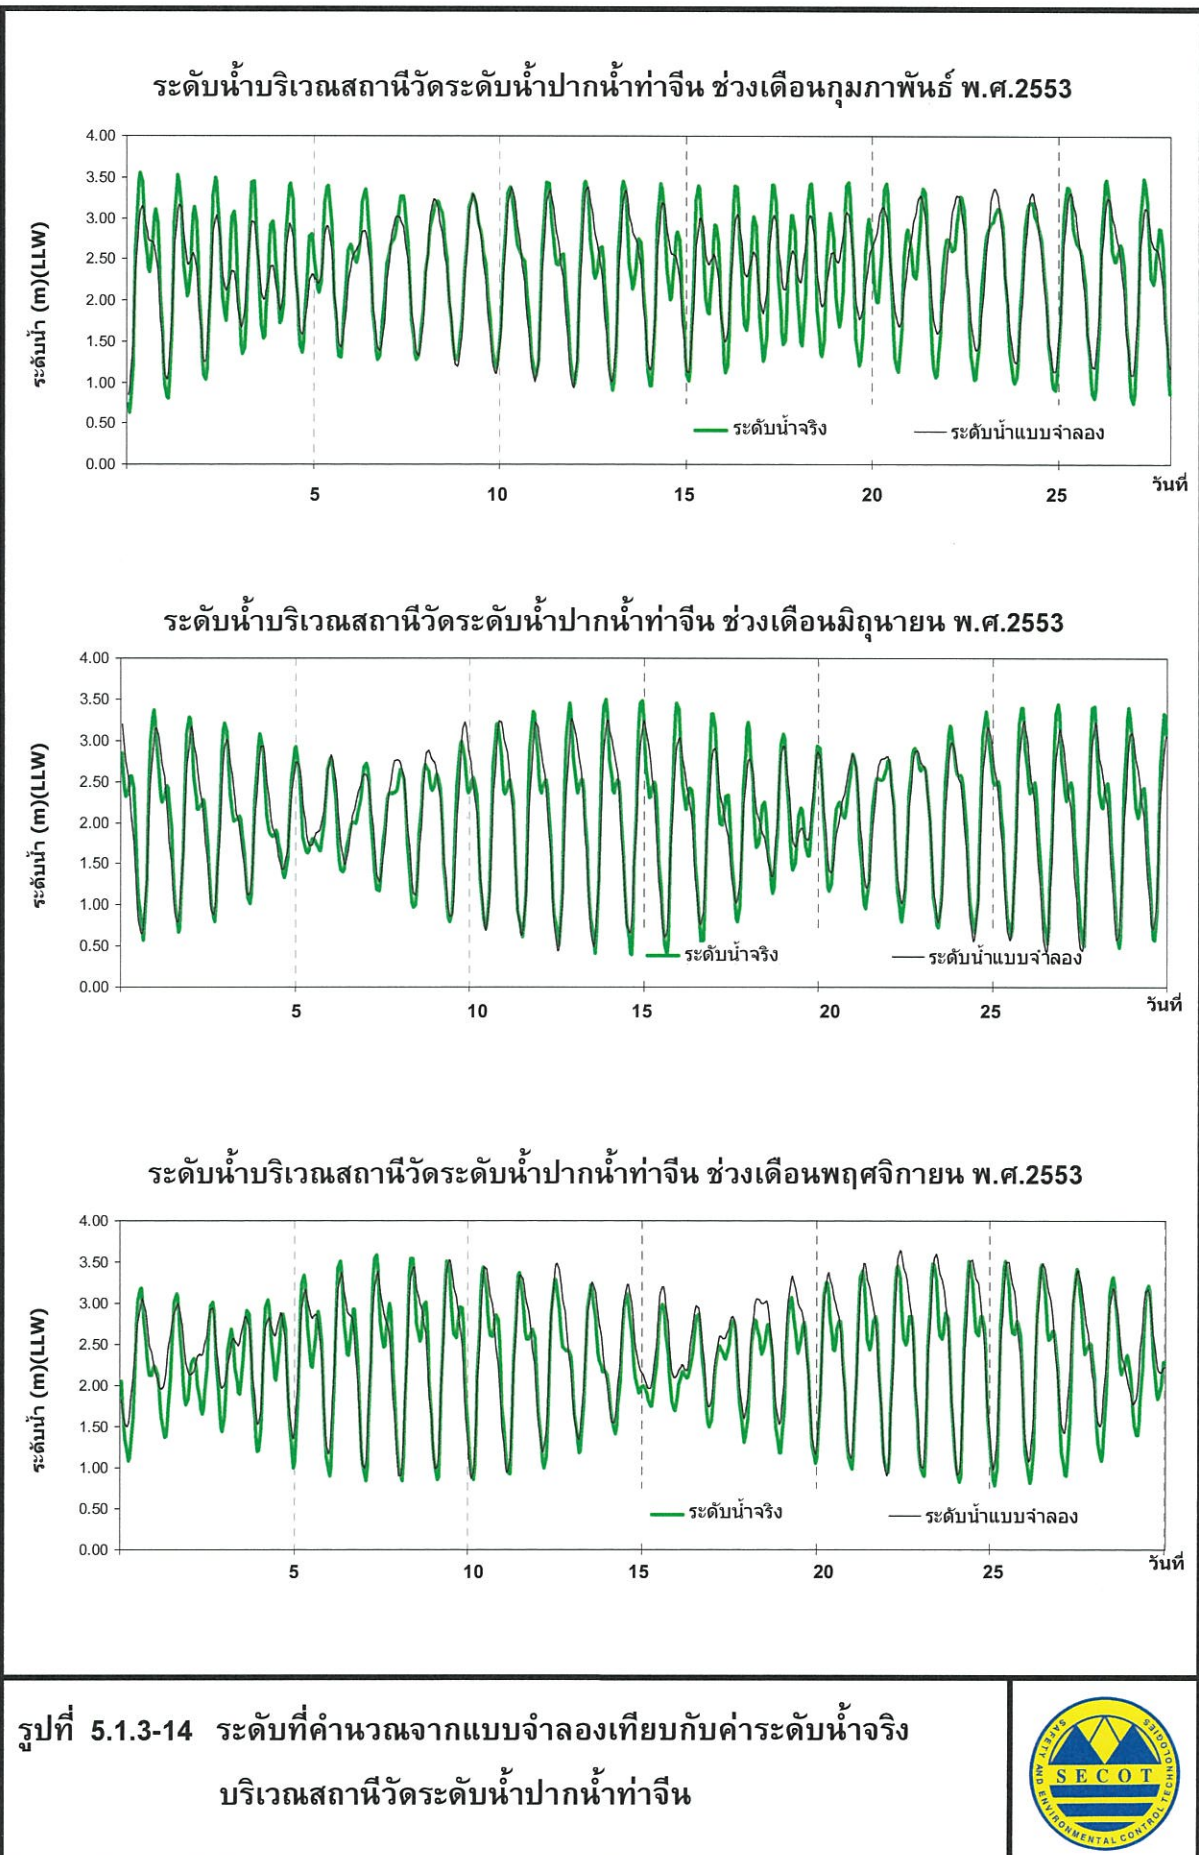 ระดับน้ำบริเวณสถานีวัดระดับน้ำปากน้ำท่าจีน ช่วงเดือนกุมภาพันธ์ พ.ศ.2553
ระดับน้ำ (m)(LLW)
4.00
3.50
3.00
2.50
2.00
1.50
1.00
0.50
0.00
ระดับน้ำจริง
ระดับน้ำแบบจำลอง
5
10
15
20
25
วันที่
ระดับน้ำบริเวณสถานีวัดระดับน้ำปากน้ำท่าจีน ช่วงเดือนมิถุนายน พ.ศ.2553
ระดับน้ำ (m)(LLW)
4.00
3.50
3.00
2.50
2.00
1.50
1.00
0.50
0.00
ระดับน้ำจริง
ระดับน้ำแบบจำลอง
5
10
15
20
25
วันที่
ระดับน้ำบริเวณสถานีวัดระดับน้ำปากน้ำท่าจีน ช่วงเดือนพฤศจิกายน พ.ศ.2553
ระดับน้ำ (m)(LLW)
4.00
3.50
3.00
2.50
2.00
1.50
1.00
0.50
0.00
ระดับน้ำจริง
ระดับน้ำแบบจำลอง
5
10
15
20
25
วันที่
รูปที่ 5.1.3-14 ระดับที่คำนวณจากแบบจำลองเทียบกับค่าระดับน้ำจริง
บริเวณสถานีวัดระดับน้ำปากน้ำท่าจีน
SECOT
SAFETY AND ENVIRONMENTAL CONTROL TECHNOLOGIES